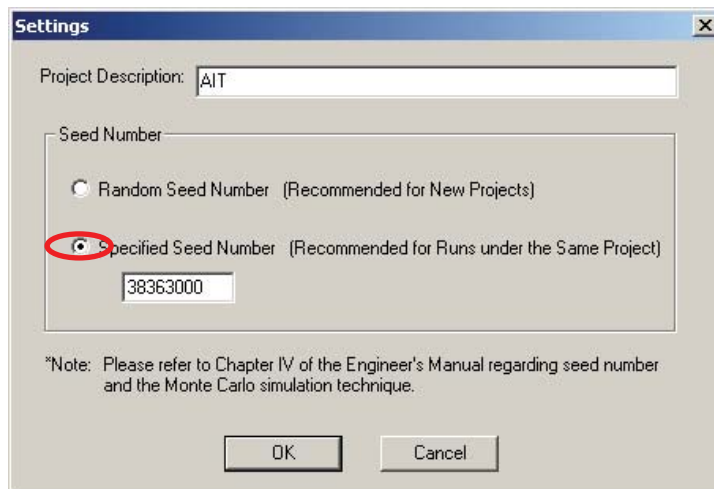 Settings
Project Description: AIT
Seed Number
Random Seed Number (Recommended for New Projects)
Specified Seed Number (Recommended for Runs under the Same Project)
38363000
*Note: Please refer to Chapter IV of the Engineer's Manual regarding seed number
and the Monte Carlo simulation technique.
OK Cancel